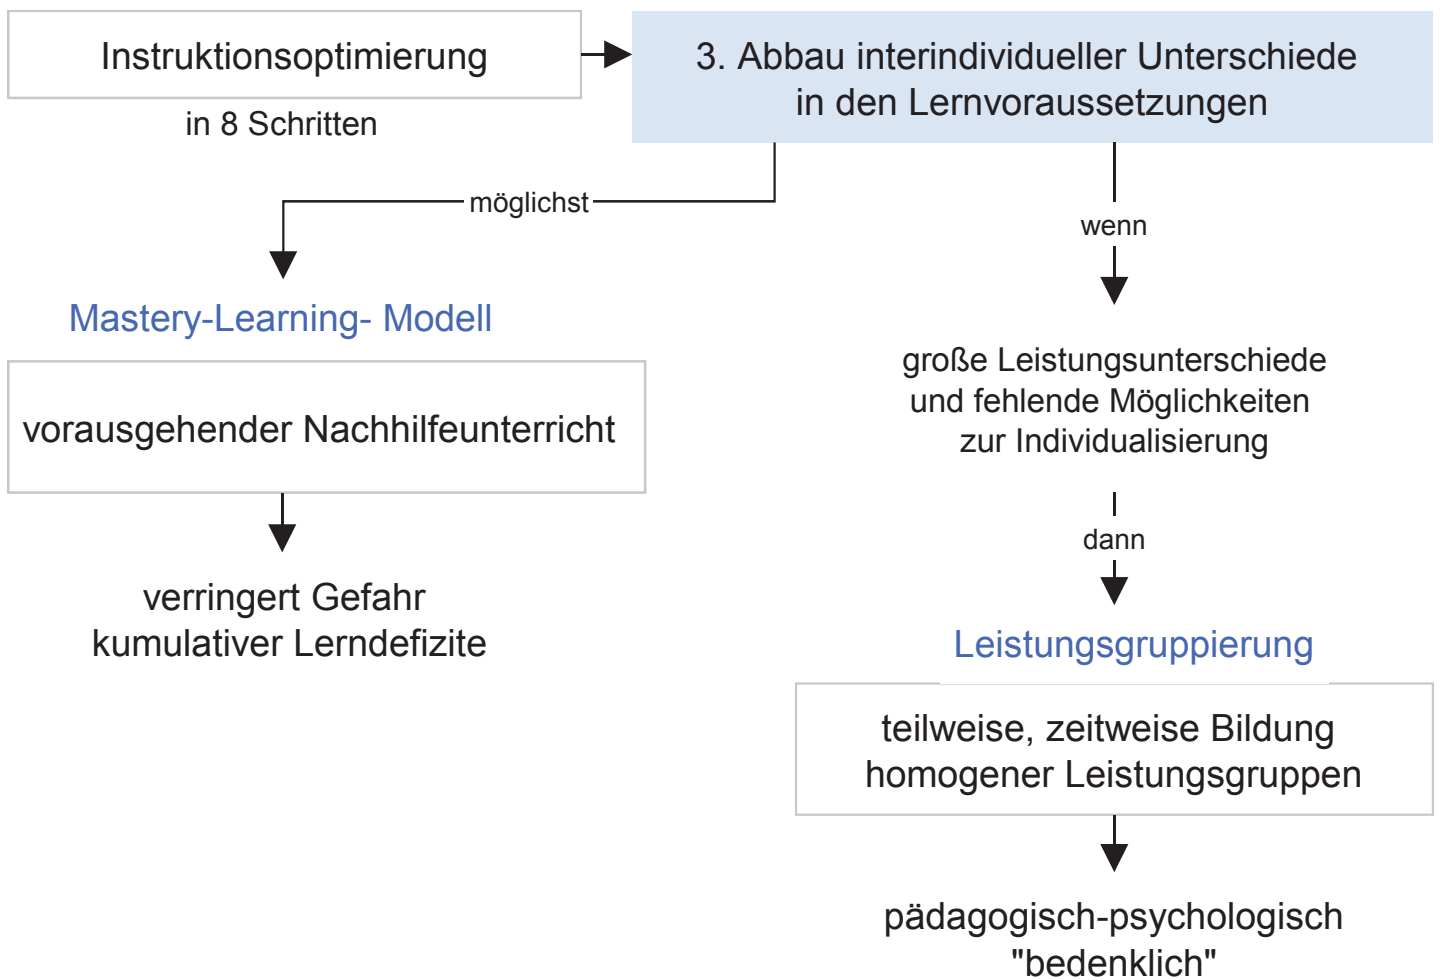 Instruktionsoptimierung
in 8 Schritten
3. Abbau interindividueller Unterschiede
in den Lernvoraussetzungen
möglichst
Mastery-Learning- Modell
vorausgehender Nachhilfeunterricht
verringert Gefahr
kumulativer Lerndefizite
wenn
große Leistungsunterschiede
und fehlende Möglichkeiten
zur Individualisierung
dann
Leistungsgruppierung
teilweise, zeitweise Bildung
homogener Leistungsgruppen
pädagogisch-psychologisch
"bedenklich"